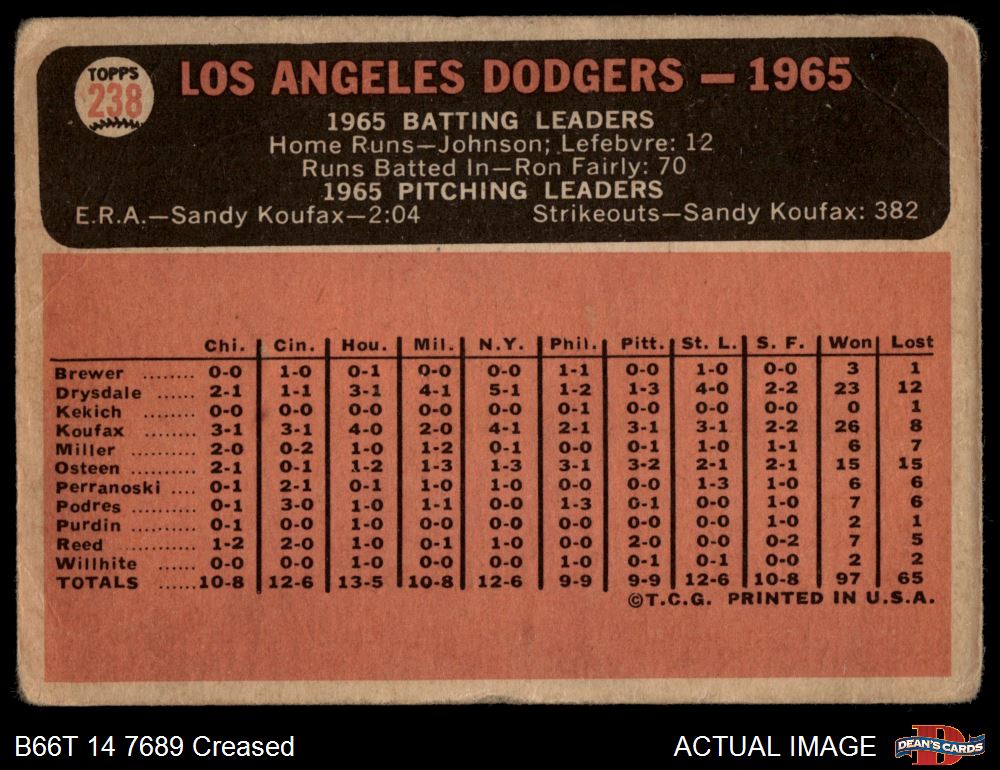 TOPPS
238
LOS ANGELES DODGERS — 1965
1965 BATTING LEADERS
Home Runs—Johnson; Lefebvre: 12
Runs Batted In—Ron Fairly: 70
1965 PITCHING LEADERS
E.R.A.—Sandy Koufax—2:04 Strikeouts—Sandy Koufax: 382
Chi. Cin. Hou. Mil. N.Y. Phil. Pitt. St. L. S. F. Won Lost
Brewer ........ 0-0 1-0 0-1 0-0 0-0 1-1 0-0 1-0 0-0 3 1
Drysdale ...... 2-1 1-1 3-1 4-1 5-1 1-2 1-3 4-0 2-2 23 12
Kekich ........ 0-0 0-0 0-0 0-0 0-0 0-1 0-0 0-0 0-0 0 1
Koufax ........ 3-1 3-1 4-0 2-0 4-1 2-1 3-1 3-1 2-2 26 8
Miller .......... 2-0 0-2 1-0 1-2 0-1 0-0 0-1 1-0 1-1 6 7
Osteen .......... 2-1 0-1 1-2 1-3 1-3 3-1 3-2 2-1 2-1 15 15
Perranoski .... 0-1 2-1 0-1 1-0 1-0 0-0 0-0 1-3 1-0 6 6
Podres .......... 0-1 3-0 1-0 1-1 0-0 1-3 0-1 0-0 1-0 7 6
Purdin .......... 0-1 0-0 1-0 0-0 0-0 0-0 0-0 0-0 1-0 2 1
Reed ............ 1-2 2-0 1-0 0-1 1-0 0-0 2-0 0-0 0-2 7 5
Willhite ........ 0-0 0-0 1-0 0-0 0-0 1-0 0-1 0-1 0-0 2 2
TOTALS ...... 10-8 12-6 13-5 10-8 12-6 9-9 9-9 12-6 10-8 97 65
©T.C.G. PRINTED IN U.S.A.
B66T 14 7689 Creased ACTUAL IMAGE DEAN'S CARDS